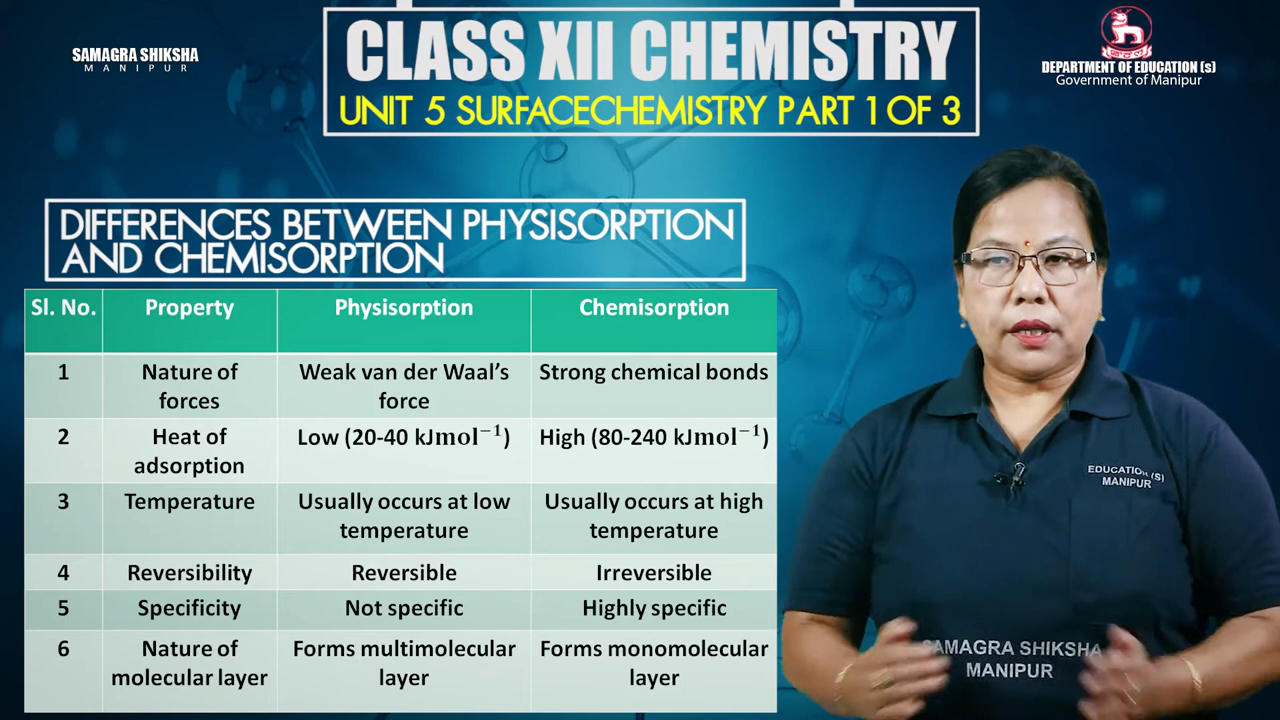 SAMAGRA SHIKSHA
MANIPUR
CLASS XII CHEMISTRY
UNIT 5 SURFACECHEMISTRY PART 1 OF 3
DEPARTMENT OF EDUCATION (s)
Government of Manipur
DIFFERENCES BETWEEN PHYSISORPTION
AND CHEMISORPTION
Sl. No. Property Physisorption Chemisorption
1 Nature of forces Weak van der Waal's force Strong chemical bonds
2 Heat of adsorption Low (20-40 kJmol⁻¹) High (80-240 kJmol⁻¹)
3 Temperature Usually occurs at low temperature Usually occurs at high temperature
4 Reversibility Reversible Irreversible
5 Specificity Not specific Highly specific
6 Nature of molecular layer Forms multimolecular layer Forms monomolecular layer
EDUCATION (S)
MANIPUR
SAMAGRA SHIKSHA
MANIPUR